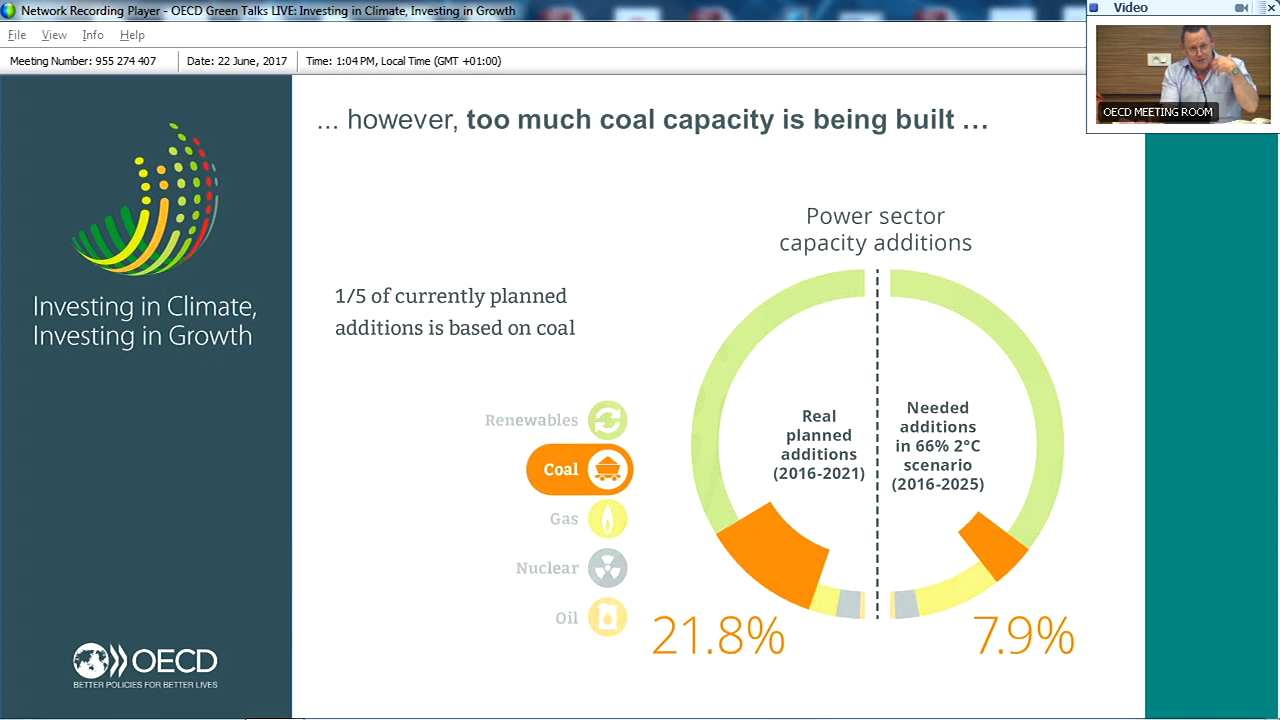 Network Recording Player - OECD Green Talks LIVE: Investing in Climate, Investing in Growth
Video
File View Info Help
Meeting Number: 955 274 407 Date: 22 June, 2017 Time: 1:04 PM, Local Time (GMT +01:00)
OECD MEETING ROOM
... however, too much coal capacity is being built ...
Investing in Climate,
Investing in Growth
Power sector
capacity additions
1/5 of currently planned
additions is based on coal
Renewables
Coal
Gas
Nuclear
Oil
Real
planned
additions
(2016-2021)
Needed
additions
in 66% 2°C
scenario
(2016-2025)
21.8%
7.9%
OECD
BETTER POLICIES FOR BETTER LIVES